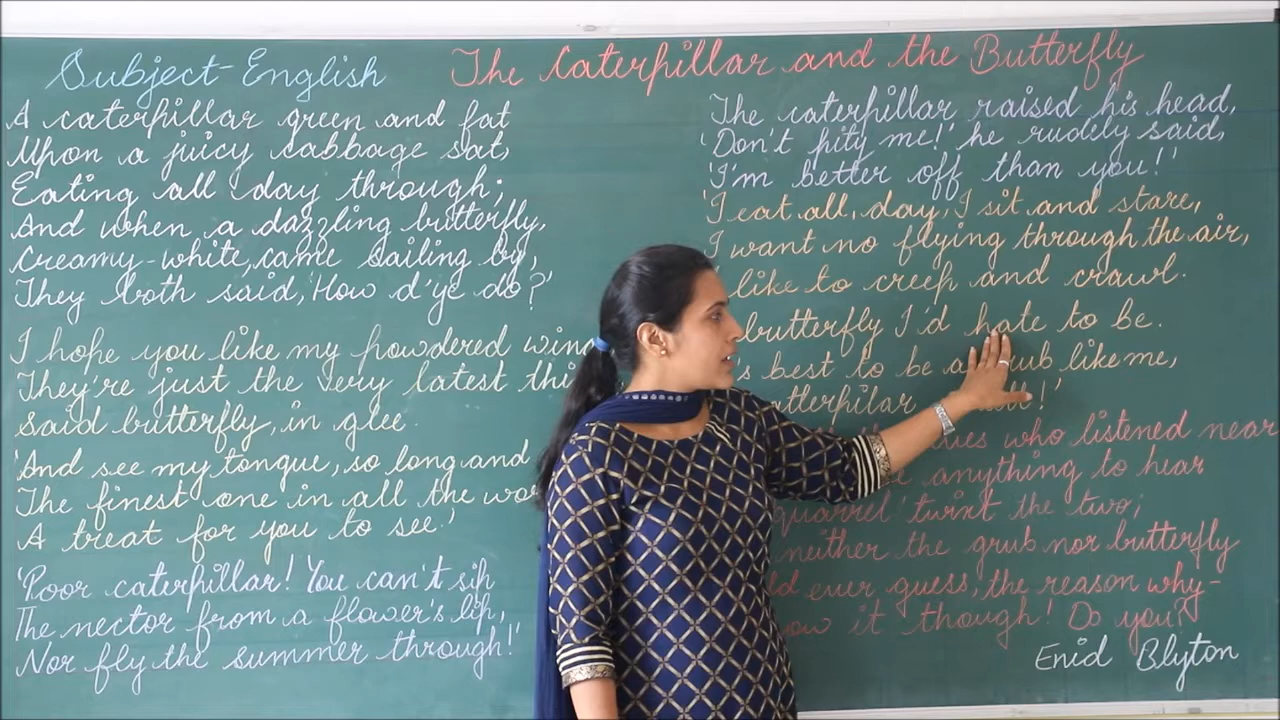 Subject-English
The Caterpillar and the Butterfly
A caterpillar green and fat
Upon a juicy cabbage sat,
Eating all day through;
And when a dazzling butterfly,
Creamy-white, came sailing by,
They both said, 'How d'ye do?'
I hope you like my powdered
They're just the very latest
Said butterfly, in glee.
'And see my tongue, so long and
The finest one in all the
A treat for you to see.'
'Poor caterpillar! You can't sip
The nector from a flower's lip,
Nor fly the summer through!'
The caterpillar raised his head,
'Don't pity me!' he rudely said,
'I'm better off than you!'
'I eat all, day, I sit and stare,
I want no flying through the air,
like to creep and crawl.
butterfly I'd hate to be.
best to be a like me,
who listened near
anything to hear
quarrel 'twixt the two;
neither the grub nor butterfly
ever guess, the reason why-
it though! Do you?
Enid Blyton